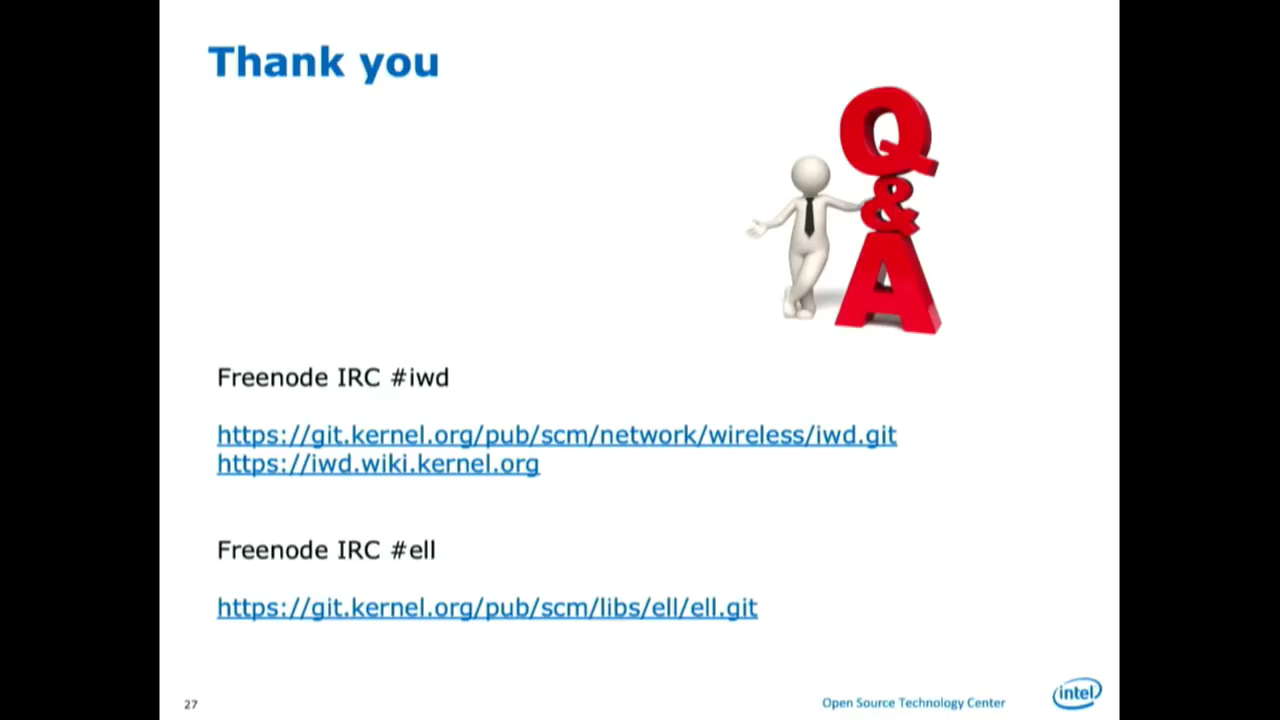 Thank you
Q
&
A
Freenode IRC #iwd
https://git.kernel.org/pub/scm/network/wireless/iwd.git
https://iwd.wiki.kernel.org
Freenode IRC #ell
https://git.kernel.org/pub/scm/libs/ell/ell.git
27
Open Source Technology Center
intel